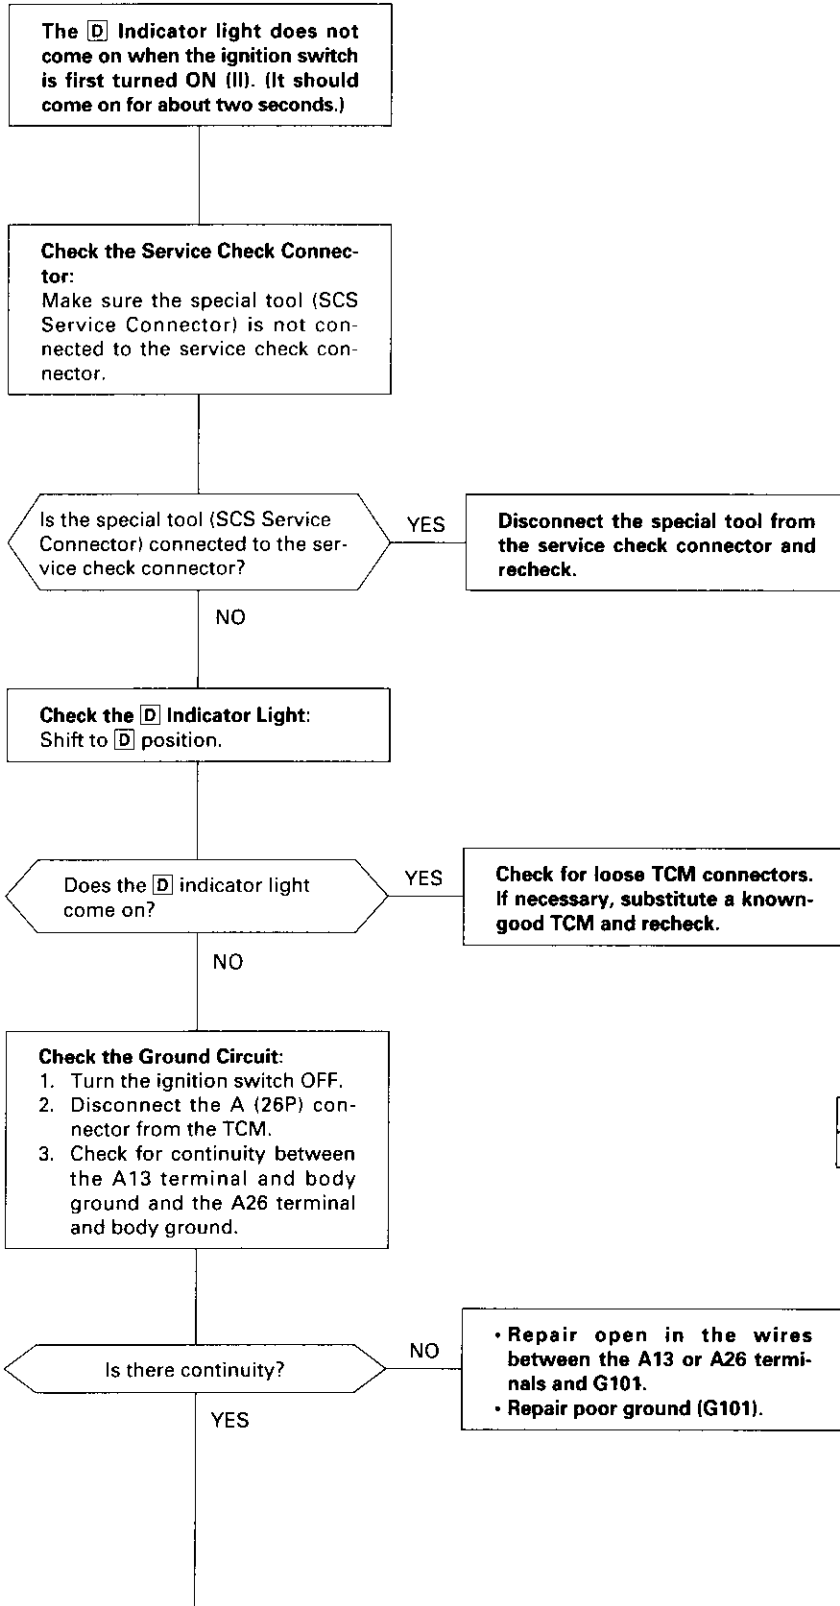 The D Indicator light does not
come on when the ignition switch
is first turned ON (II). (It should
come on for about two seconds.)
Check the Service Check Connec-
tor:
Make sure the special tool (SCS
Service Connector) is not con-
nected to the service check con-
nector.
Is the special tool (SCS Service
Connector) connected to the ser-
vice check connector?
YES
Disconnect the special tool from
the service check connector and
recheck.
NO
Check the D Indicator Light:
Shift to D position.
Does the D indicator light
come on?
YES
Check for loose TCM connectors.
If necessary, substitute a known-
good TCM and recheck.
NO
Check the Ground Circuit:
1. Turn the ignition switch OFF.
2. Disconnect the A (26P) con-
nector from the TCM.
3. Check for continuity between
the A13 terminal and body
ground and the A26 terminal
and body ground.
Is there continuity?
NO
• Repair open in the wires
between the A13 or A26 termi-
nals and G101.
• Repair poor ground (G101).
YES